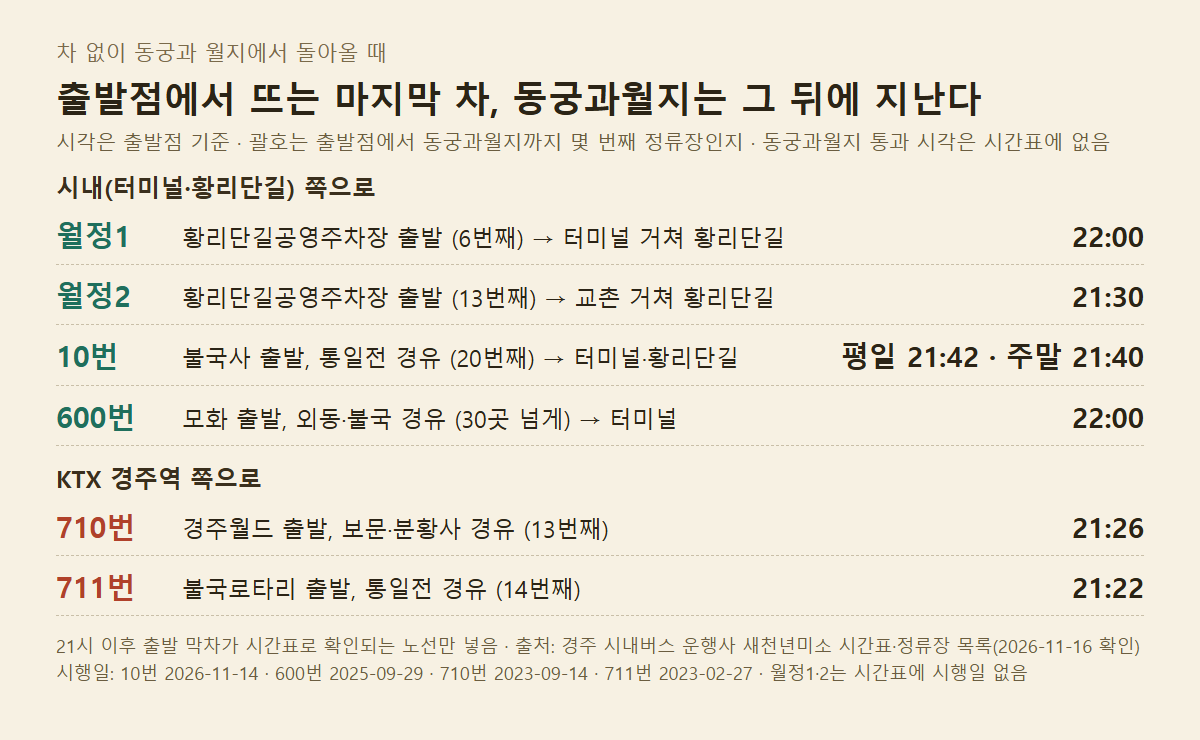 차 없이 동궁과 월지에서 돌아올 때
출발점에서 뜨는 마지막 차, 동궁과월지는 그 뒤에 지난다
시각은 출발점 기준 · 괄호는 출발점에서 동궁과월지까지 몇 번째 정류장인지 · 동궁과월지 통과 시각은 시간표에 없음
시내(터미널·황리단길) 쪽으로
월정1 황리단길공영주차장 출발 (6번째) → 터미널 거쳐 황리단길 22:00
월정2 황리단길공영주차장 출발 (13번째) → 교촌 거쳐 황리단길 21:30
10번 불국사 출발, 통일전 경유 (20번째) → 터미널·황리단길 평일 21:42 · 주말 21:40
600번 모화 출발, 외동·불국 경유 (30곳 넘게) → 터미널 22:00
KTX 경주역 쪽으로
710번 경주월드 출발, 보문·분황사 경유 (13번째) 21:26
711번 불국로타리 출발, 통일전 경유 (14번째) 21:22
21시 이후 출발 막차가 시간표로 확인되는 노선만 넣음 · 출처: 경주 시내버스 운행사 새천년미소 시간표·정류장 목록(2026-11-16 확인)
시행일: 10번 2026-11-14 · 600번 2025-09-29 · 710번 2023-09-14 · 711번 2023-02-27 · 월정1·2는 시간표에 시행일 없음